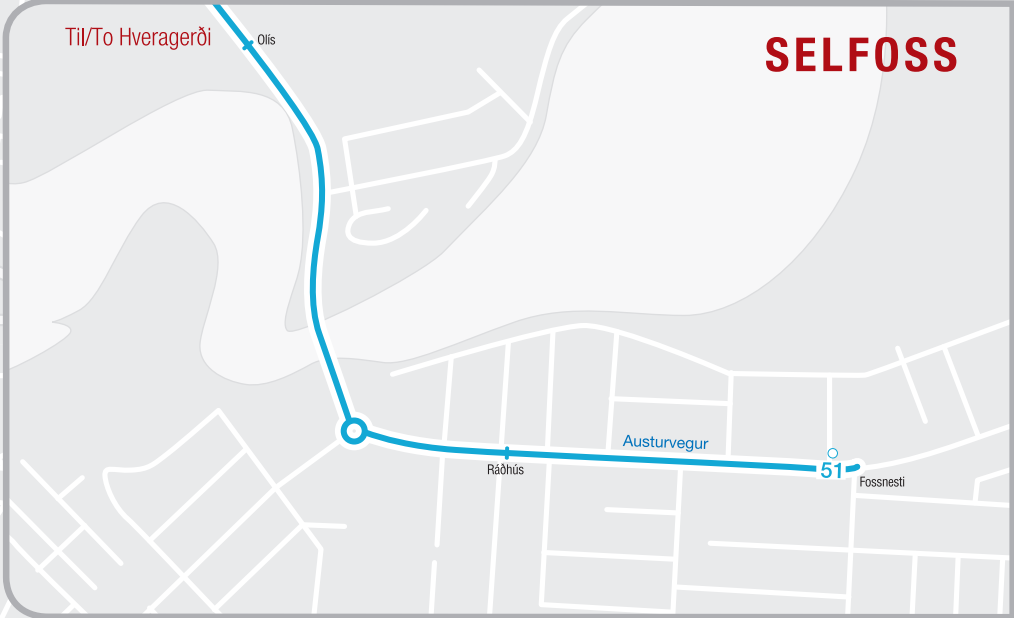 Til/To Hveragerði
Olís
SELFOSS
Austurvegur
Ráðhús
51
Fossnesti